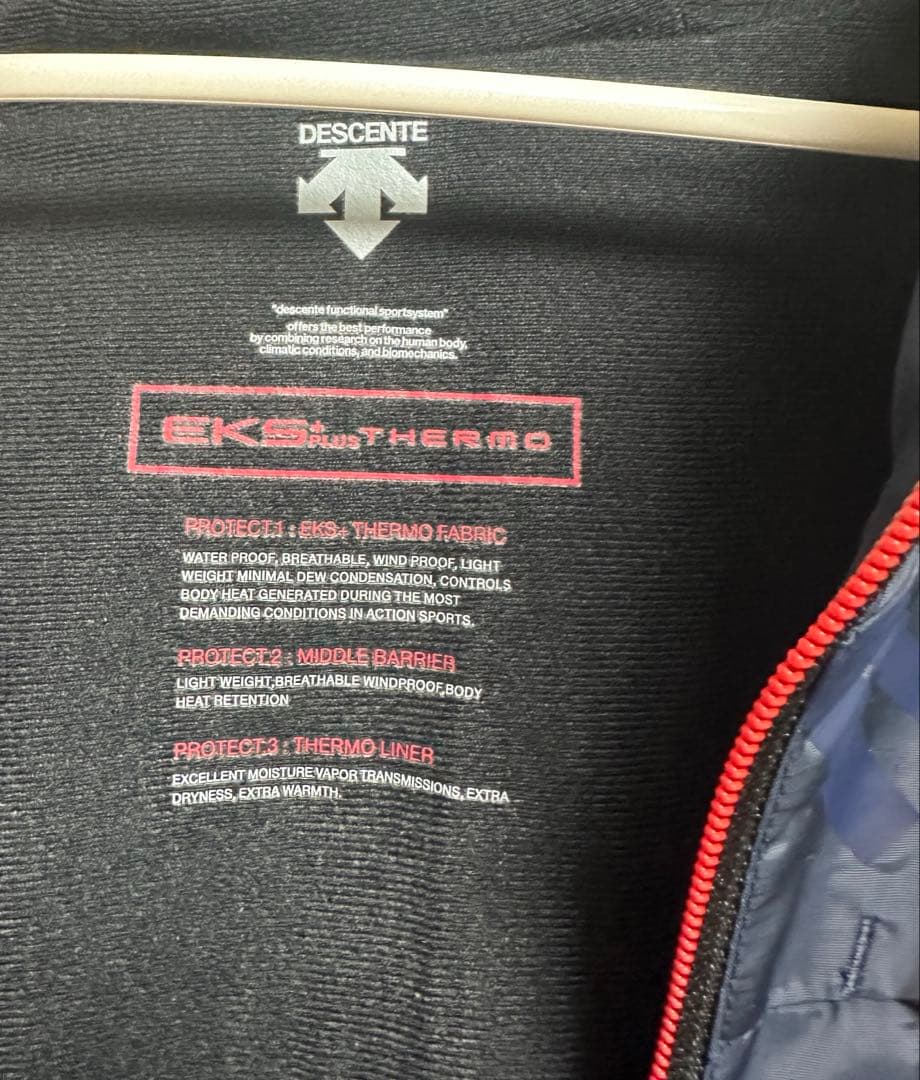 DESCENTE
"descente functional sportsystem"
offers the best performance
by combining research on the human body,
climatic conditions, and biomechanics.
EKS+ PLUS THERMO
PROTECT.1 : EKS+ THERMO FABRIC
WATER PROOF, BREATHABLE, WIND PROOF, LIGHT
WEIGHT MINIMAL DEW CONDENSATION, CONTROLS
BODY HEAT GENERATED DURING THE MOST
DEMANDING CONDITIONS IN ACTION SPORTS.
PROTECT.2 : MIDDLE BARRIER
LIGHT WEIGHT,BREATHABLE WINDPROOF,BODY
HEAT RETENTION
PROTECT.3 : THERMO LINER
EXCELLENT MOISTURE VAPOR TRANSMISSIONS, EXTRA
DRYNESS, EXTRA WARMTH.